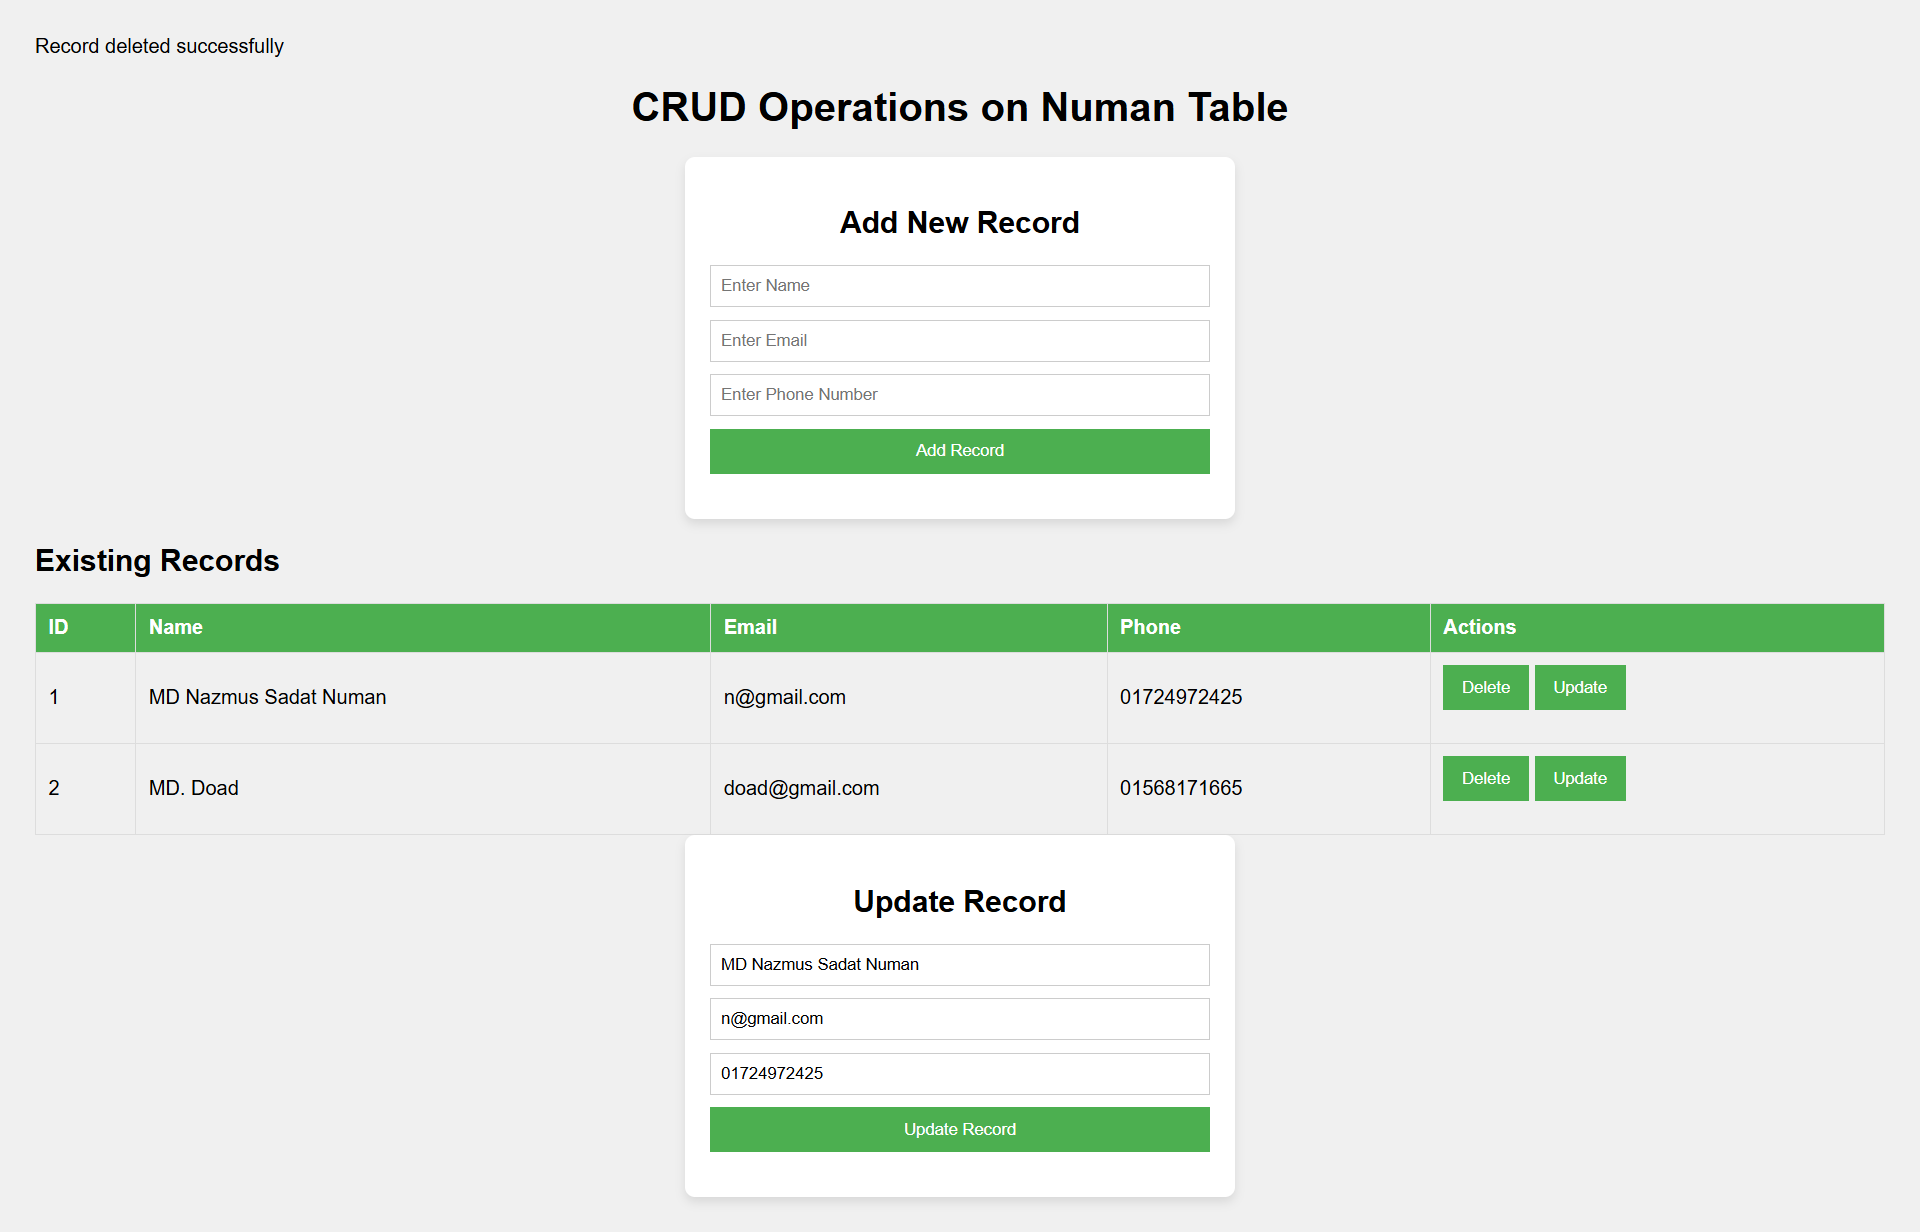 Record deleted successfully
CRUD Operations on Numan Table
Add New Record
Enter Name
Enter Email
Enter Phone Number
Add Record
Existing Records
ID Name Email Phone Actions
1 MD Nazmus Sadat Numan n@gmail.com 01724972425 Delete Update
2 MD. Doad doad@gmail.com 01568171665 Delete Update
Update Record
MD Nazmus Sadat Numan
n@gmail.com
01724972425
Update Record